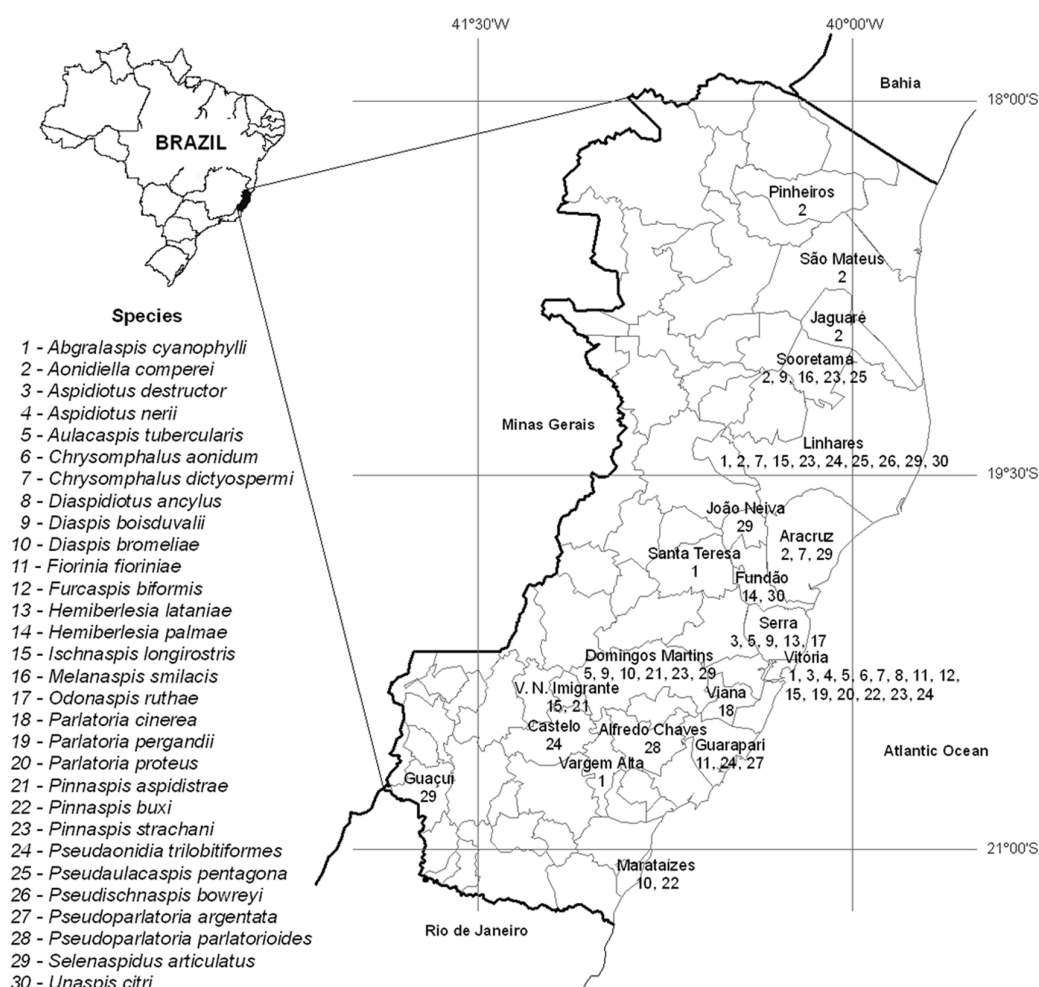 41°30'W
40°00'W
Bahia
18°00'S
BRAZIL
Pinheiros
2
São Mateus
2
Species
Jaguaré
2
1 - Abgralaspis cyanophylli
2 - Aonidiella comperei
3 - Aspidiotus destructor
4 - Aspidiotus nerii
5 - Aulacaspis tubercularis
6 - Chrysomphalus aonidum
7 - Chrysomphalus dictyospermi
8 - Diaspidiotus ancylus
9 - Diaspis boisduvalii
10 - Diaspis bromeliae
11 - Fiorinia fioriniae
12 - Furcaspis biformis
13 - Hemiberlesia lataniae
14 - Hemiberlesia palmae
15 - Ischnaspis longirostris
16 - Melanaspis smilacis
17 - Odonaspis ruthae
18 - Parlatoria cinerea
19 - Parlatoria pergandii
20 - Parlatoria proteus
21 - Pinnaspis aspidistrae
22 - Pinnaspis buxi
23 - Pinnaspis strachani
24 - Pseudaonidia trilobitiformes
25 - Pseudaulacaspis pentagona
26 - Pseudischnaspis bowreyi
27 - Pseudoparlatoria argentata
28 - Pseudoparlatoria parlatorioides
29 - Selenaspidus articulatus
30 - Unaspis citri
Sooretama
2, 9, 16, 23, 25
Minas Gerais
Linhares
1, 2, 7, 15, 23, 24, 25, 26, 29, 30
19°30'S
João Neiva
29
Aracruz
2, 7, 29
Santa Teresa
1
Fundão
14, 30
Serra
3, 5, 9, 13, 17
Domingos Martins
5, 9, 10, 21, 23, 29
Vitória
1, 3, 4, 5, 6, 7, 8, 11, 12,
15, 19, 20, 22, 23, 24
V. N. Imigrante
15, 21
Viana
18
Castelo
24
Alfredo Chaves
28
Guarapari
11, 24, 27
Atlantic Ocean
Vargem Alta
1
Guaçuí
29
21°00'S
Marataízes
10, 22
Rio de Janeiro